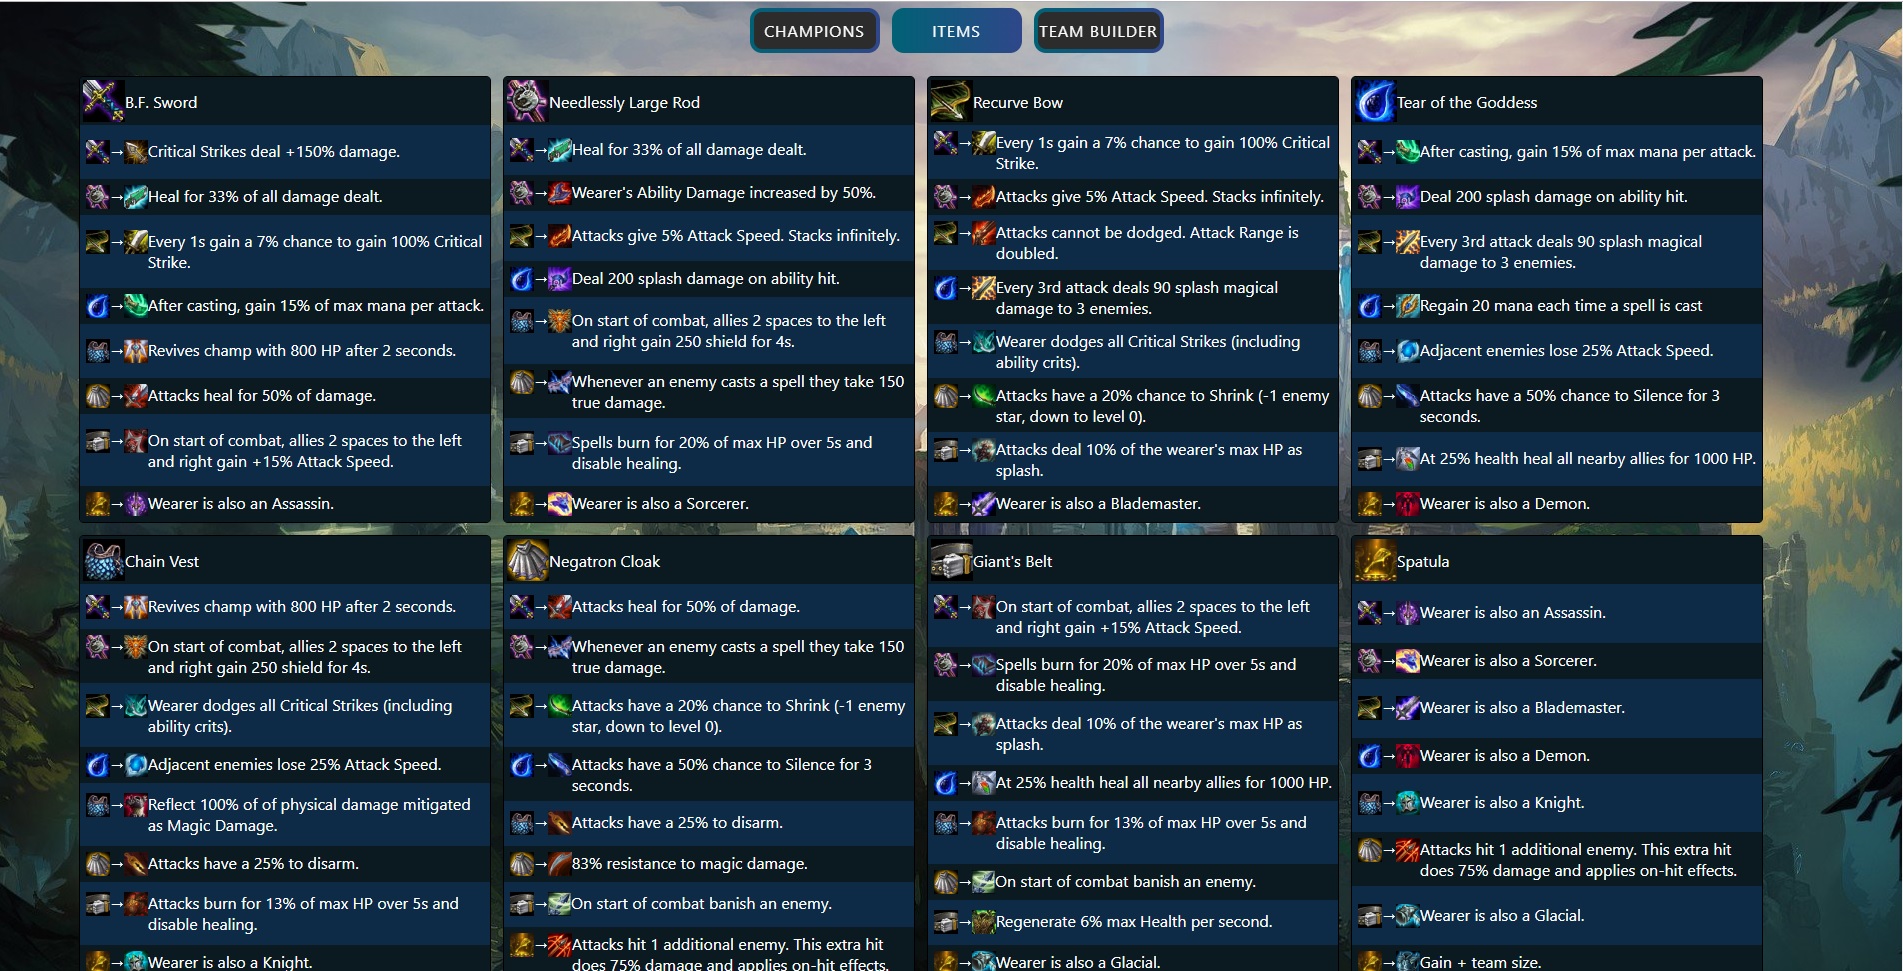 CHAMPIONS
ITEMS
TEAM BUILDER
B.F. Sword
→Critical Strikes deal +150% damage.
→Heal for 33% of all damage dealt.
→Every 1s gain a 7% chance to gain 100% Critical
Strike.
→After casting, gain 15% of max mana per attack.
→Revives champ with 800 HP after 2 seconds.
→Attacks heal for 50% of damage.
→On start of combat, allies 2 spaces to the left
and right gain +15% Attack Speed.
→Wearer is also an Assassin.
Needlessly Large Rod
→Heal for 33% of all damage dealt.
→Wearer's Ability Damage increased by 50%.
→Attacks give 5% Attack Speed. Stacks infinitely.
→Deal 200 splash damage on ability hit.
→On start of combat, allies 2 spaces to the left
and right gain 250 shield for 4s.
→Whenever an enemy casts a spell they take 150
true damage.
→Spells burn for 20% of max HP over 5s and
disable healing.
→Wearer is also a Sorcerer.
Recurve Bow
→Every 1s gain a 7% chance to gain 100% Critical
Strike.
→Attacks give 5% Attack Speed. Stacks infinitely.
→Attacks cannot be dodged. Attack Range is
doubled.
→Every 3rd attack deals 90 splash magical
damage to 3 enemies.
→Wearer dodges all Critical Strikes (including
ability crits).
→Attacks have a 20% chance to Shrink (-1 enemy
star, down to level 0).
→Attacks deal 10% of the wearer's max HP as
splash.
→Wearer is also a Blademaster.
Tear of the Goddess
→After casting, gain 15% of max mana per attack.
→Deal 200 splash damage on ability hit.
→Every 3rd attack deals 90 splash magical
damage to 3 enemies.
→Regain 20 mana each time a spell is cast
→Adjacent enemies lose 25% Attack Speed.
→Attacks have a 50% chance to Silence for 3
seconds.
→At 25% health heal all nearby allies for 1000 HP.
→Wearer is also a Demon.
Chain Vest
→Revives champ with 800 HP after 2 seconds.
→On start of combat, allies 2 spaces to the left
and right gain 250 shield for 4s.
→Wearer dodges all Critical Strikes (including
ability crits).
→Adjacent enemies lose 25% Attack Speed.
→Reflect 100% of of physical damage mitigated
as Magic Damage.
→Attacks have a 25% to disarm.
→Attacks burn for 13% of max HP over 5s and
disable healing.
→Wearer is also a Knight.
Negatron Cloak
→Attacks heal for 50% of damage.
→Whenever an enemy casts a spell they take 150
true damage.
→Attacks have a 20% chance to Shrink (-1 enemy
star, down to level 0).
→Attacks have a 50% chance to Silence for 3
seconds.
→Attacks have a 25% to disarm.
→83% resistance to magic damage.
→On start of combat banish an enemy.
→Attacks hit 1 additional enemy. This extra hit
does 75% damage and applies on-hit effects.
Giant's Belt
→On start of combat, allies 2 spaces to the left
and right gain +15% Attack Speed.
→Spells burn for 20% of max HP over 5s and
disable healing.
→Attacks deal 10% of the wearer's max HP as
splash.
→At 25% health heal all nearby allies for 1000 HP.
→Attacks burn for 13% of max HP over 5s and
disable healing.
→On start of combat banish an enemy.
→Regenerate 6% max Health per second.
→Wearer is also a Glacial.
Spatula
→Wearer is also an Assassin.
→Wearer is also a Sorcerer.
→Wearer is also a Blademaster.
→Wearer is also a Demon.
→Wearer is also a Knight.
→Attacks hit 1 additional enemy. This extra hit
does 75% damage and applies on-hit effects.
→Wearer is also a Glacial.
→Gain + team size.